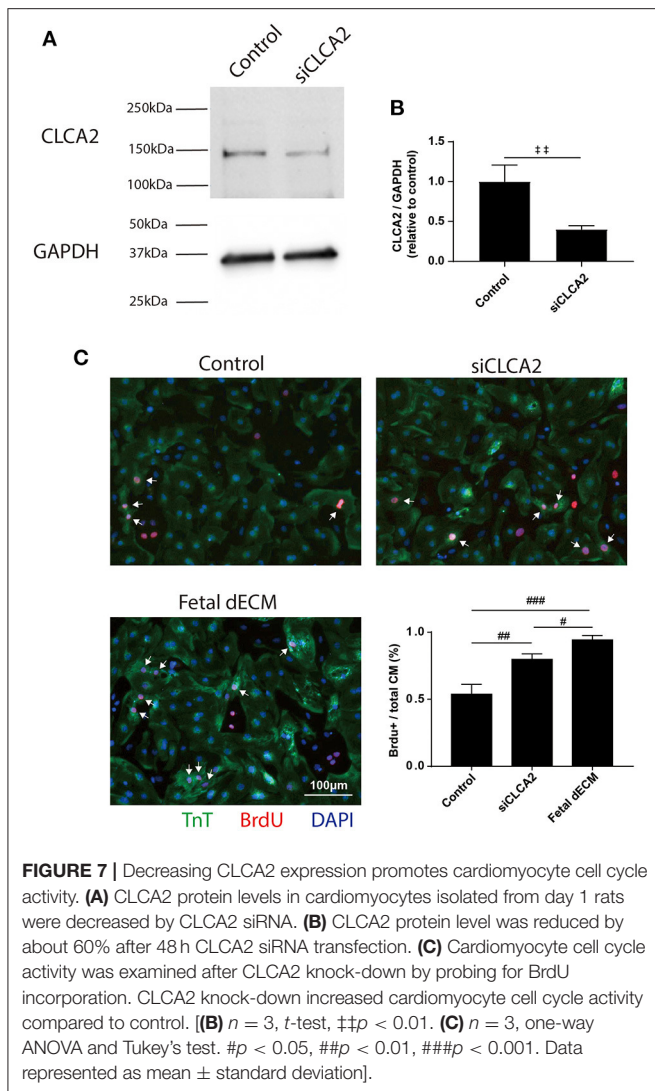 A
Control
siCLCA2
CLCA2
250kDa
150kDa
100kDa
GAPDH
50kDa
37kDa
25kDa
B
CLCA2 / GAPDH
(relative to control)
1.5
1.0
0.5
0.0
‡ ‡
Control
siCLCA2
C
Control
siCLCA2
Fetal dECM
100µm
TnT BrdU DAPI
Brdu+ / total CM (%)
1.0
0.5
0.0
###
##
#
Control
siCLCA2
Fetal dECM
FIGURE 7 | Decreasing CLCA2 expression promotes cardiomyocyte cell cycle
activity. (A) CLCA2 protein levels in cardiomyocytes isolated from day 1 rats
were decreased by CLCA2 siRNA. (B) CLCA2 protein level was reduced by
about 60% after 48 h CLCA2 siRNA transfection. (C) Cardiomyocyte cell cycle
activity was examined after CLCA2 knock-down by probing for BrdU
incorporation. CLCA2 knock-down increased cardiomyocyte cell cycle activity
compared to control. [(B) n = 3, t-test, ‡‡p < 0.01. (C) n = 3, one-way
ANOVA and Tukey's test. #p < 0.05, ##p < 0.01, ###p < 0.001. Data
represented as mean ± standard deviation].